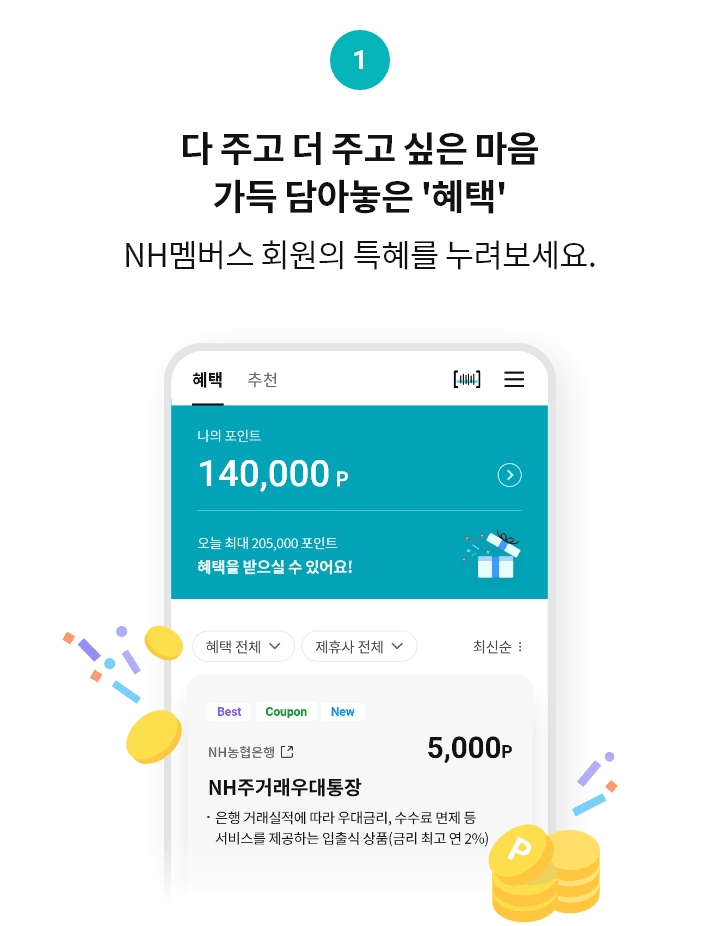 1
다 주고 더 주고 싶은 마음
가득 담아놓은 '혜택'
NH멤버스 회원의 특혜를 누려보세요.
혜택 추천
나의 포인트
140,000 P
오늘 최대 205,000 포인트
혜택을 받으실 수 있어요!
혜택 전체 제휴사 전체 최신순
Best Coupon New
NH농협은행 5,000P
NH주거래우대통장
· 은행 거래실적에 따라 우대금리, 수수료 면제 등
서비스를 제공하는 입출식 상품(금리 최고 연 2%)
P